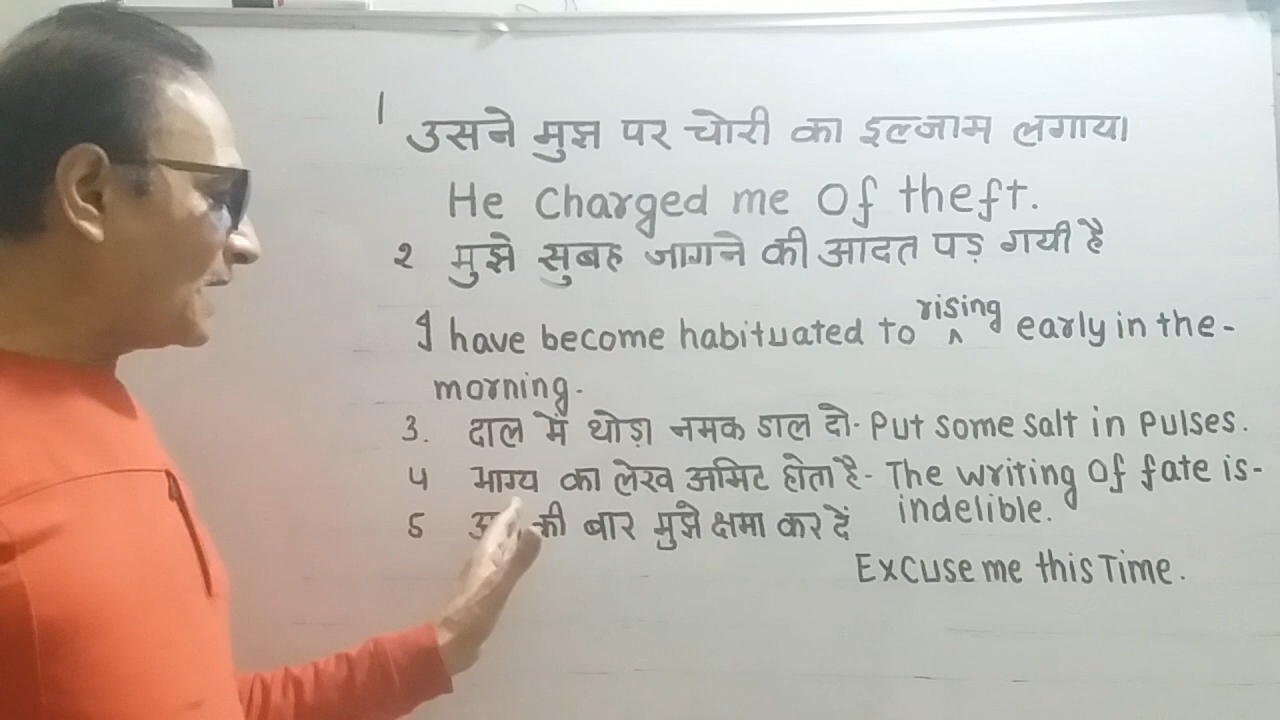 1 उसने मुझ पर चोरी का इल्जाम लगाया।
He charged me of theft.
२ मुझे सुबह जागने की आदत पड़ गयी है
I have become habituated to rising early in the-
morning.
3. दाल में थोड़ा नमक डाल दो. Put some salt in pulses.
५ भाग्य का लेख अमिट होता है- The writing of fate is-
indelible.
5 की बार मुझे क्षमा कर दें
Excuse me this Time.